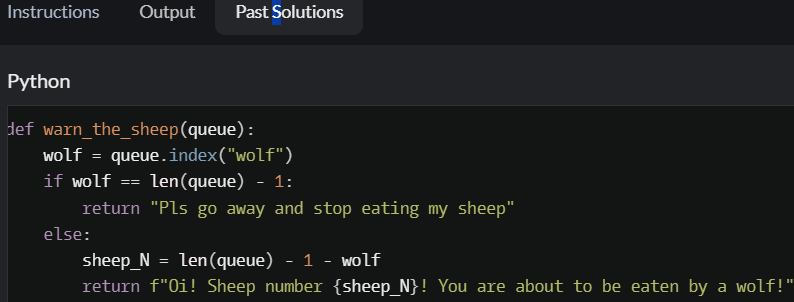 Instructions Output Past Solutions
Python
def warn_the_sheep(queue):
    wolf = queue.index("wolf")
    if wolf == len(queue) - 1:
        return "Pls go away and stop eating my sheep"
    else:
        sheep_N = len(queue) - 1 - wolf
        return f"Oi! Sheep number {sheep_N}! You are about to be eaten by a wolf!"